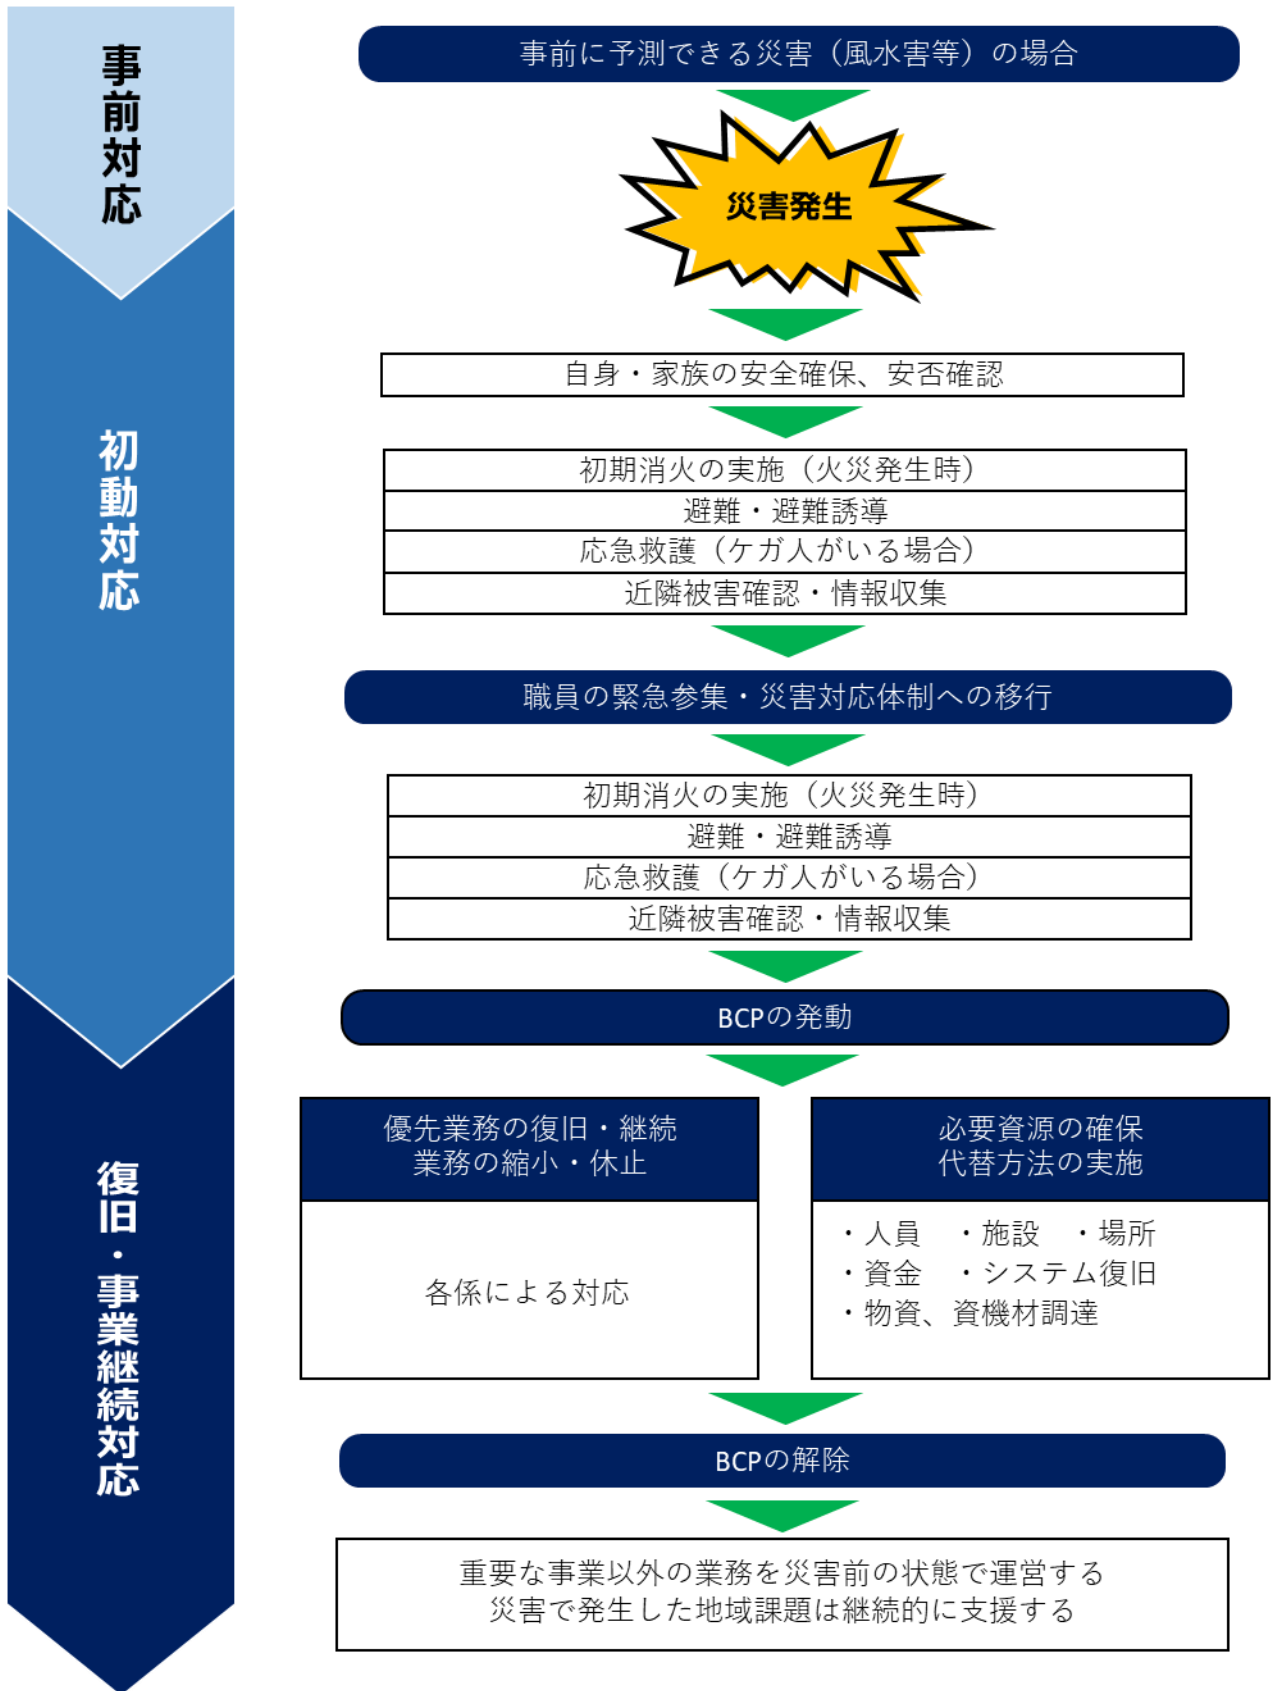 事前対応
事前に予測できる災害（風水害等）の場合
災害発生
初動対応
自身・家族の安全確保、安否確認
初期消火の実施（火災発生時）
避難・避難誘導
応急救護（ケガ人がいる場合）
近隣被害確認・情報収集
職員の緊急参集・災害対応体制への移行
初期消火の実施（火災発生時）
避難・避難誘導
応急救護（ケガ人がいる場合）
近隣被害確認・情報収集
復旧・事業継続対応
BCPの発動
優先業務の復旧・継続
業務の縮小・休止
各係による対応
必要資源の確保
代替方法の実施
・人員　・施設　・場所
・資金　・システム復旧
・物資、資機材調達
BCPの解除
重要な事業以外の業務を災害前の状態で運営する
災害で発生した地域課題は継続的に支援する